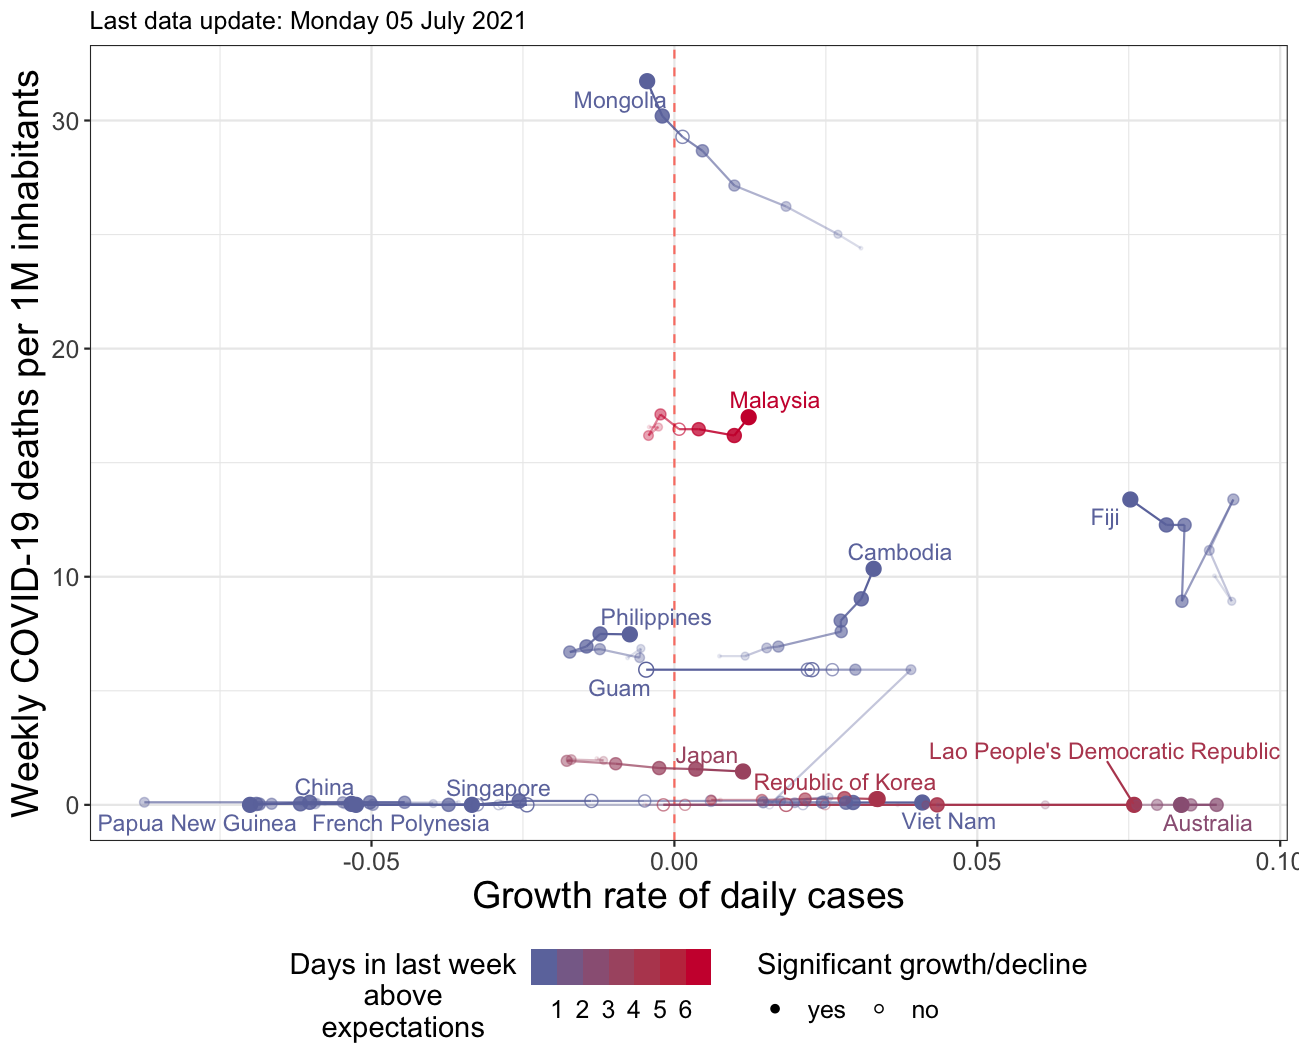 Last data update: Monday 05 July 2021
Weekly COVID-19 deaths per 1M inhabitants
30
20
10
0
Mongolia
Malaysia
Fiji
Cambodia
Philippines
Guam
Japan
Lao People's Democratic Republic
Republic of Korea
China
Singapore
Papua New Guinea
French Polynesia
Viet Nam
Australia
-0.05
0.00
0.05
0.10
Growth rate of daily cases
Days in last week
above
expectations
1 2 3 4 5 6
Significant growth/decline
yes
no